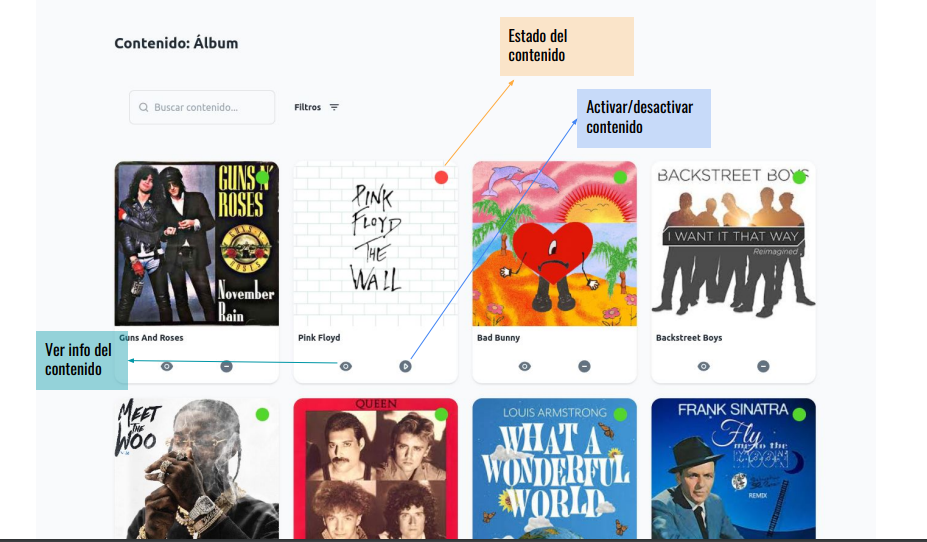 Estado del
contenido
Contenido: Álbum
Activar/desactivar
contenido
Buscar contenido...
Filtros
GUNS N'
ROSES
November
Rain
PINK
FLOYD
THE
WALL
BACKSTREET BOYS
I WANT IT THAT WAY
Reimagined
Guns And Roses
Pink Floyd
Bad Bunny
Backstreet Boys
Ver info del
contenido
MEET
THE
WOO
QUEEN
LOUIS ARMSTRONG
WHAT A
WONDERFUL
WORLD
FRANK SINATRA
Fly
me to the
MOON
REMIX